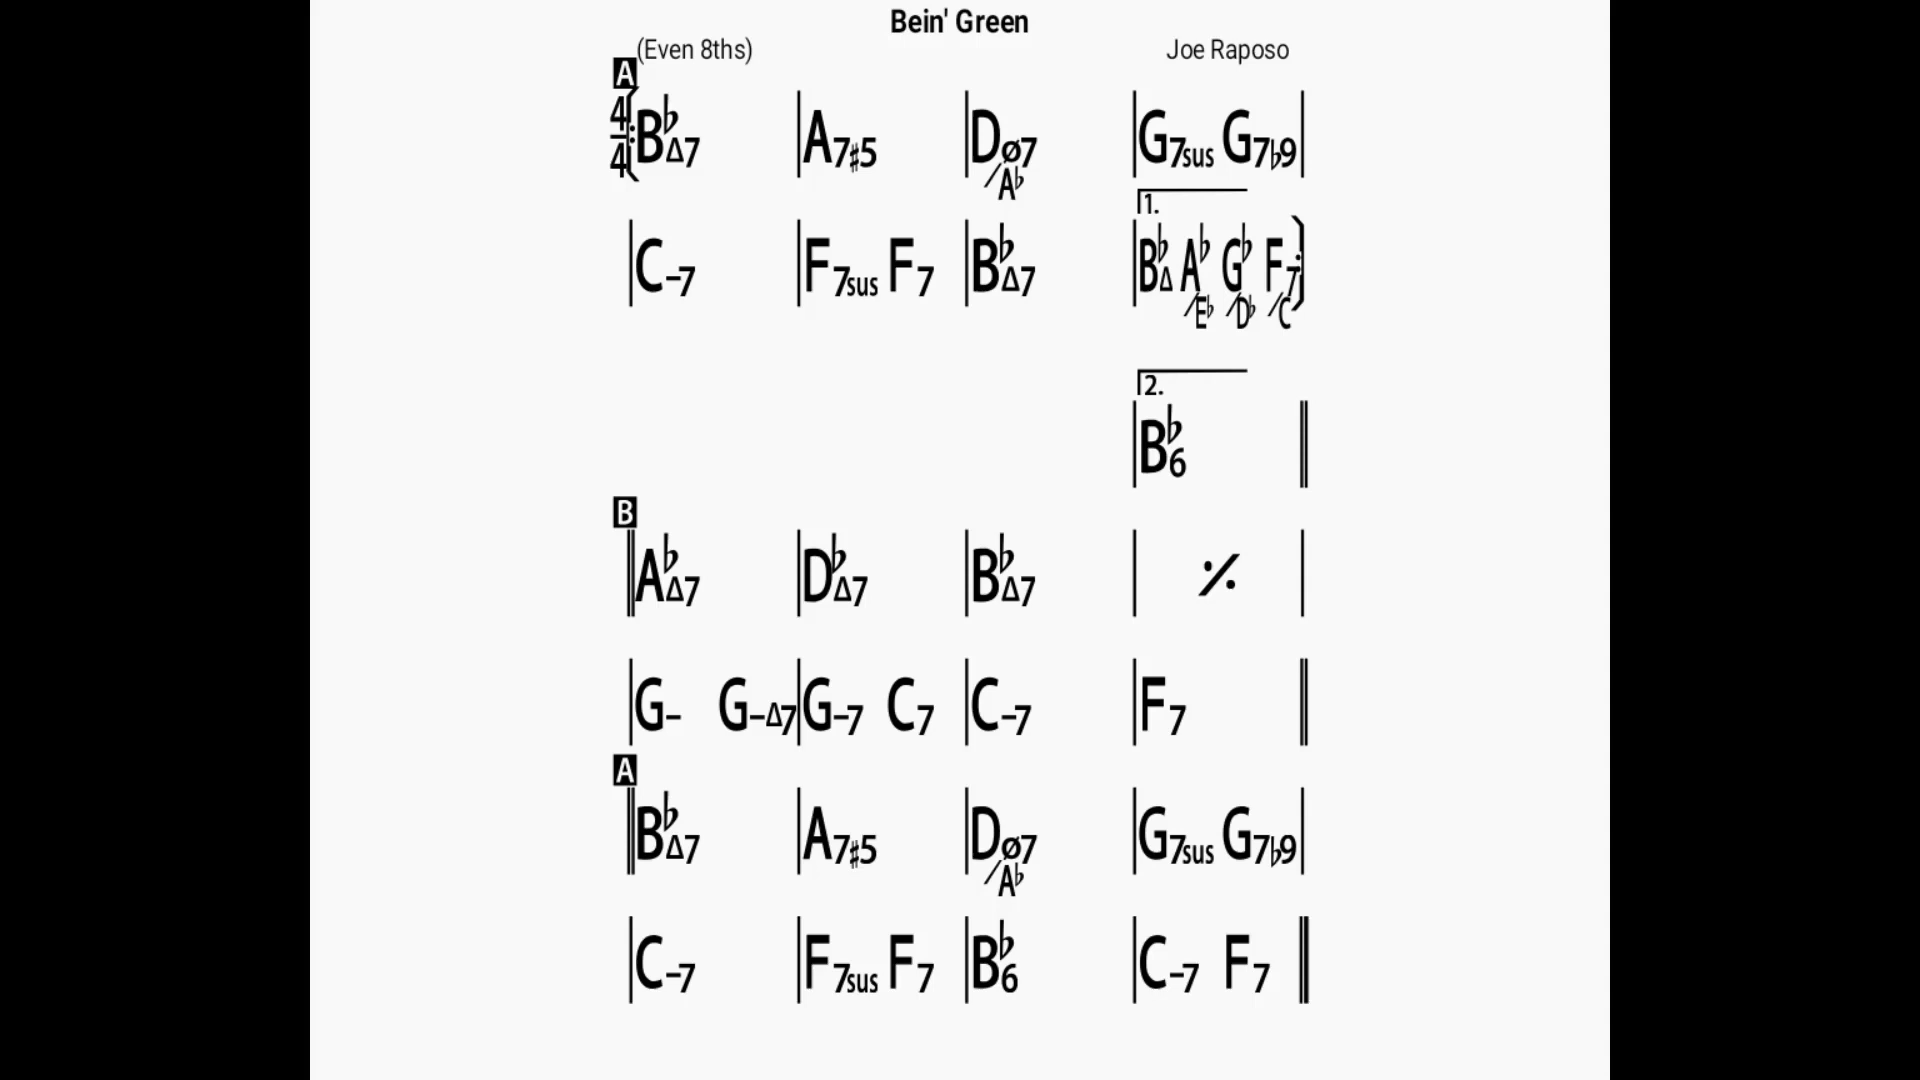 Bein' Green
(Even 8ths) Joe Raposo
A
4/4 B♭Δ7 A7♯5 Dø7/A♭ G7sus G7♭9
1.
C–7 F7sus F7 B♭Δ7 B♭Δ A♭/E♭ G♭/D♭ F7/C
2.
B♭6
B
A♭Δ7 D♭Δ7 B♭Δ7 𝄎
G– G–Δ7 G–7 C7 C–7 F7
A
B♭Δ7 A7♯5 Dø7/A♭ G7sus G7♭9
C–7 F7sus F7 B♭6 C–7 F7